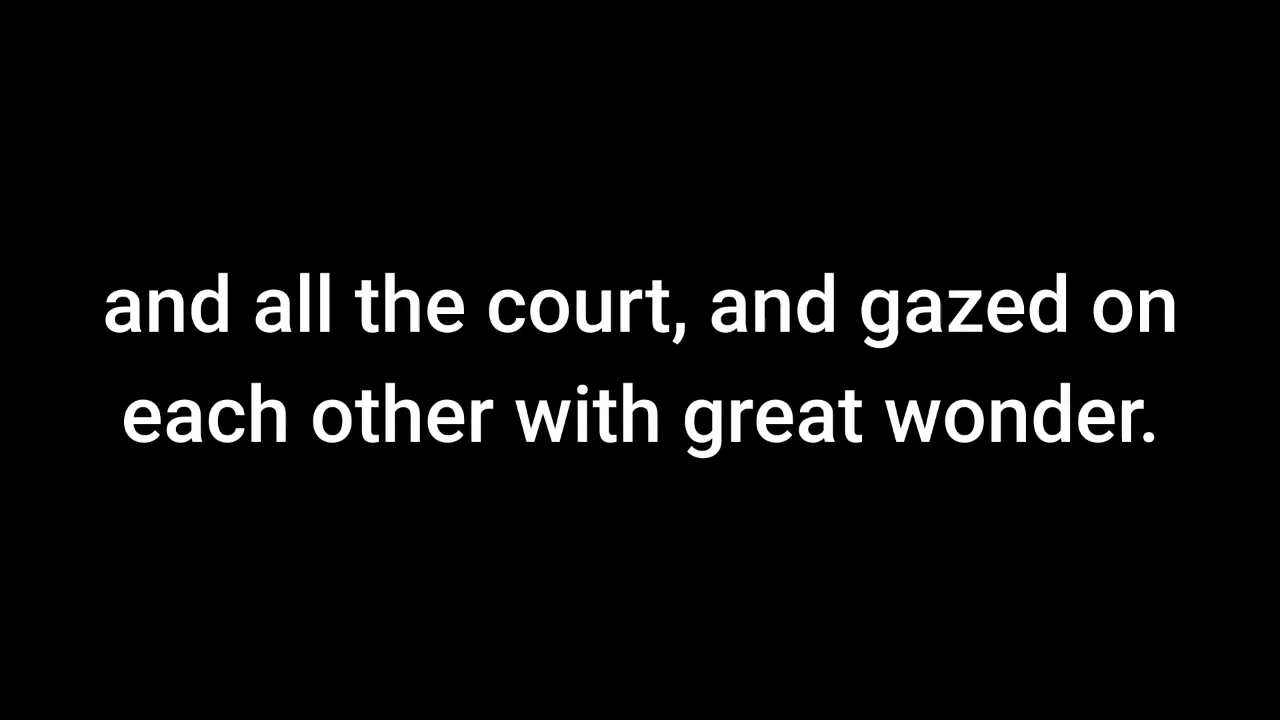 and all the court, and gazed on
each other with great wonder.